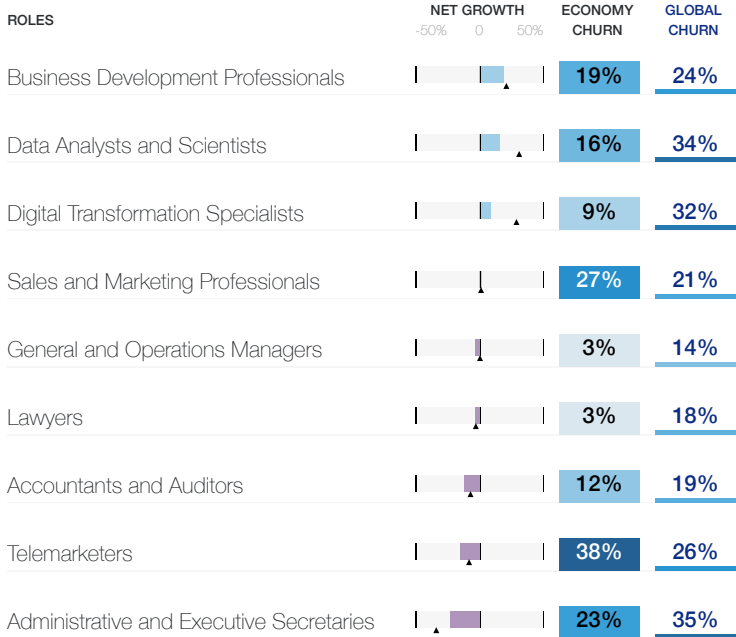 ROLES NET GROWTH ECONOMY CHURN GLOBAL CHURN
-50% 0 50%
Business Development Professionals 19% 24%
Data Analysts and Scientists 16% 34%
Digital Transformation Specialists 9% 32%
Sales and Marketing Professionals 27% 21%
General and Operations Managers 3% 14%
Lawyers 3% 18%
Accountants and Auditors 12% 19%
Telemarketers 38% 26%
Administrative and Executive Secretaries 23% 35%